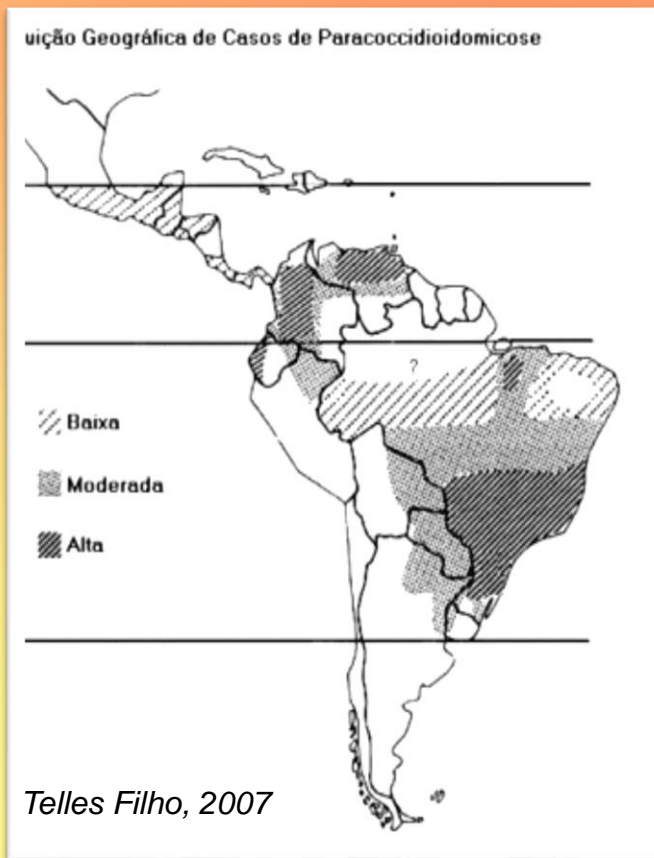 uição Geográfica de Casos de Paracoccidioidomicose
?
Baixa
Moderada
Alta
Telles Filho, 2007